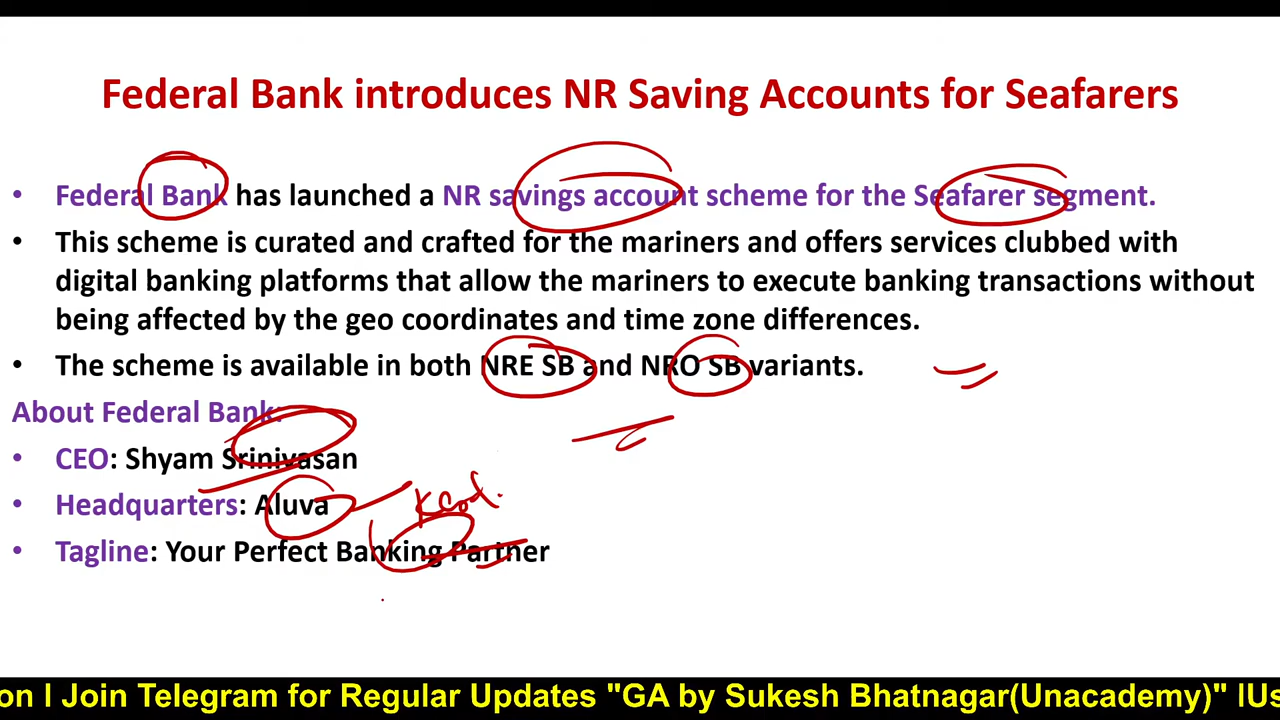 Federal Bank introduces NR Saving Accounts for Seafarers
• Federal Bank has launched a NR savings account scheme for the Seafarer segment.
• This scheme is curated and crafted for the mariners and offers services clubbed with
digital banking platforms that allow the mariners to execute banking transactions without
being affected by the geo coordinates and time zone differences.
• The scheme is available in both NRE SB and NRO SB variants.
About Federal Bank:
• CEO: Shyam Srinivasan
• Headquarters: Aluva
• Tagline: Your Perfect Banking Partner
on l Join Telegram for Regular Updates "GA by Sukesh Bhatnagar(Unacademy)" lUs